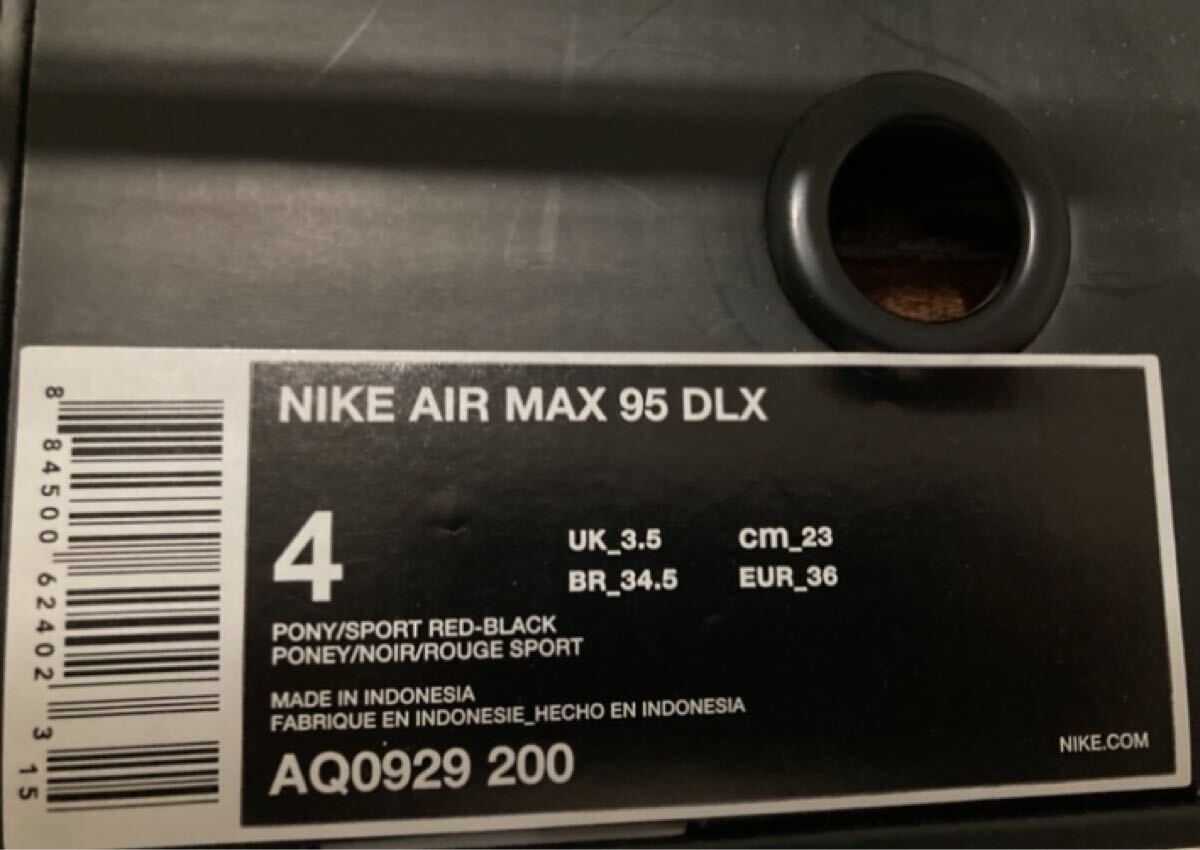 NIKE AIR MAX 95 DLX
4
UK_3.5 cm_23
BR_34.5 EUR_36
PONY/SPORT RED-BLACK
PONEY/NOIR/ROUGE SPORT
MADE IN INDONESIA
FABRIQUE EN INDONESIE_HECHO EN INDONESIA
AQ0929 200
NIKE.COM
8 84500 62402 3 15